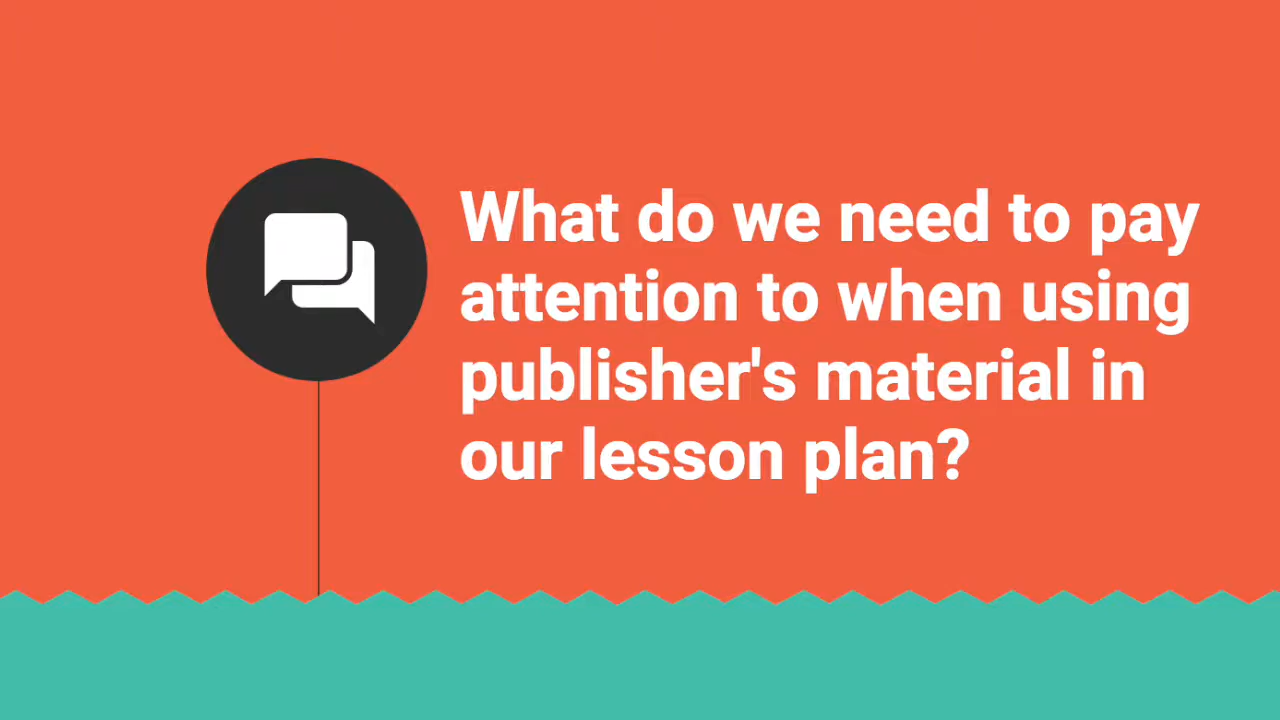 What do we need to pay
attention to when using
publisher's material in
our lesson plan?